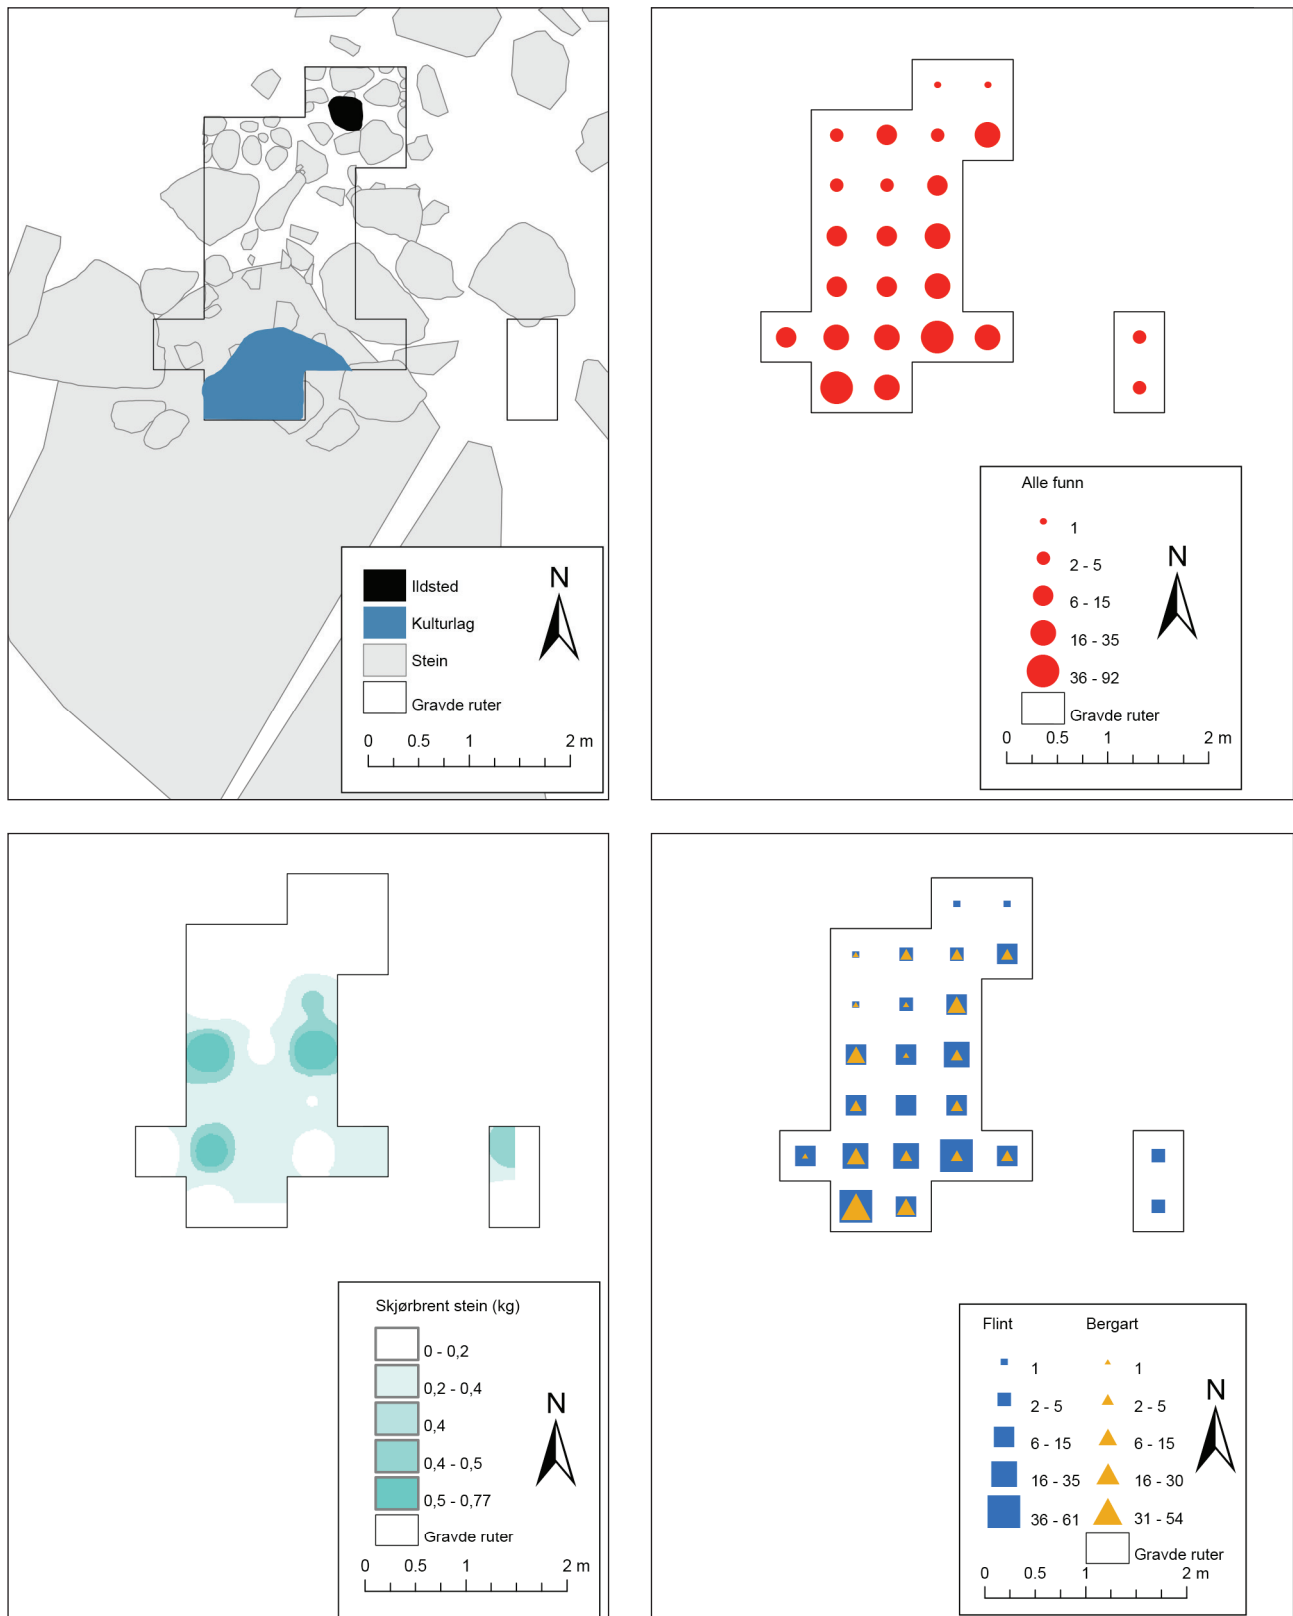 N
Ildsted
Kulturlag
Stein
Gravde ruter
0 0.5 1 2 m
Alle funn
1
2 - 5
6 - 15
16 - 35
36 - 92
Gravde ruter
N
0 0.5 1 2 m
Skjørbrent stein (kg)
0 - 0,2
0,2 - 0,4
0,4
0,4 - 0,5
0,5 - 0,77
Gravde ruter
N
0 0.5 1 2 m
Flint Bergart
1 1
2 - 5 2 - 5
6 - 15 6 - 15
16 - 35 16 - 30
36 - 61 31 - 54
Gravde ruter
N
0 0.5 1 2 m